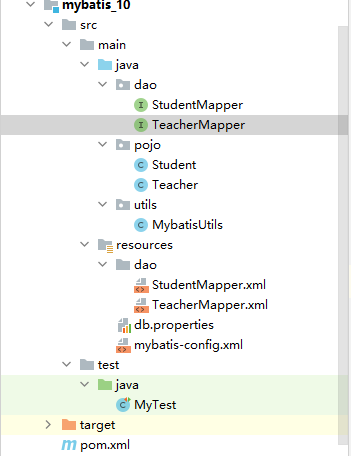 mybatis_10
src
main
java
dao
StudentMapper
TeacherMapper
pojo
Student
Teacher
utils
MybatisUtils
resources
dao
StudentMapper.xml
TeacherMapper.xml
db.properties
mybatis-config.xml
test
java
MyTest
target
pom.xml